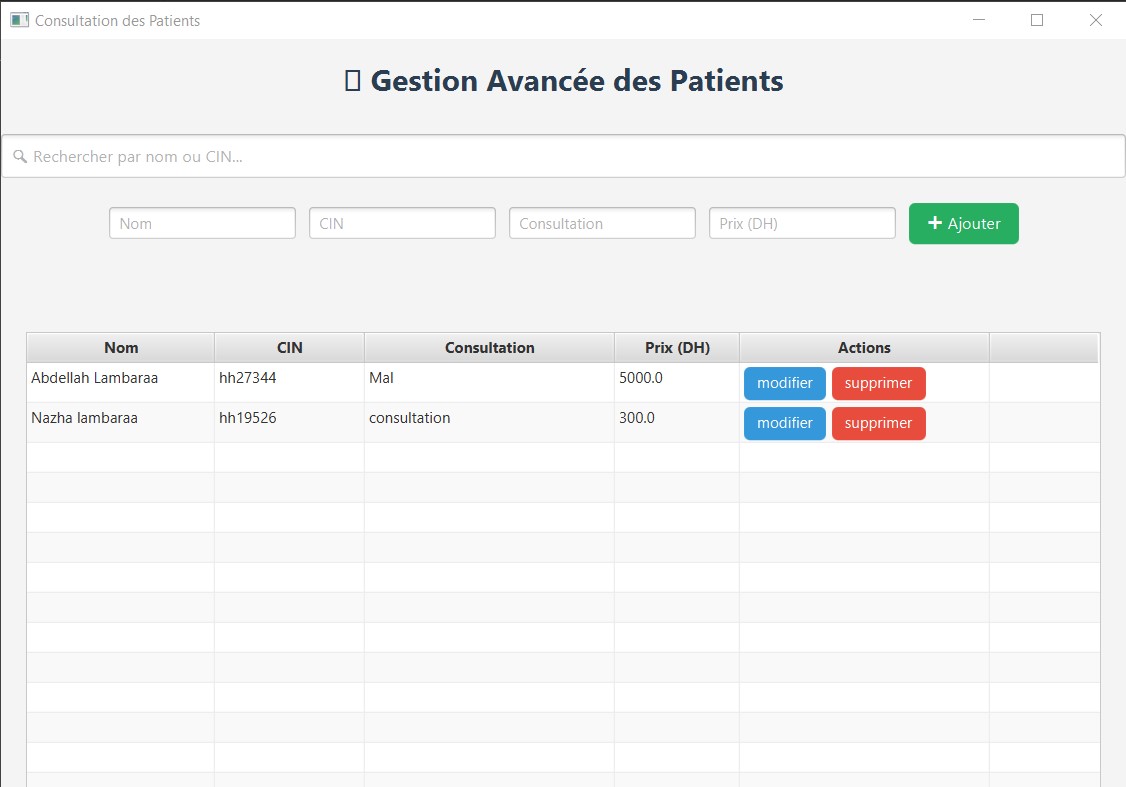 Consultation des Patients
Gestion Avancée des Patients
Rechercher par nom ou CIN...
Nom CIN Consultation Prix (DH) + Ajouter
Nom CIN Consultation Prix (DH) Actions
Abdellah Lambaraa hh27344 Mal 5000.0 modifier supprimer
Nazha lambaraa hh19526 consultation 300.0 modifier supprimer